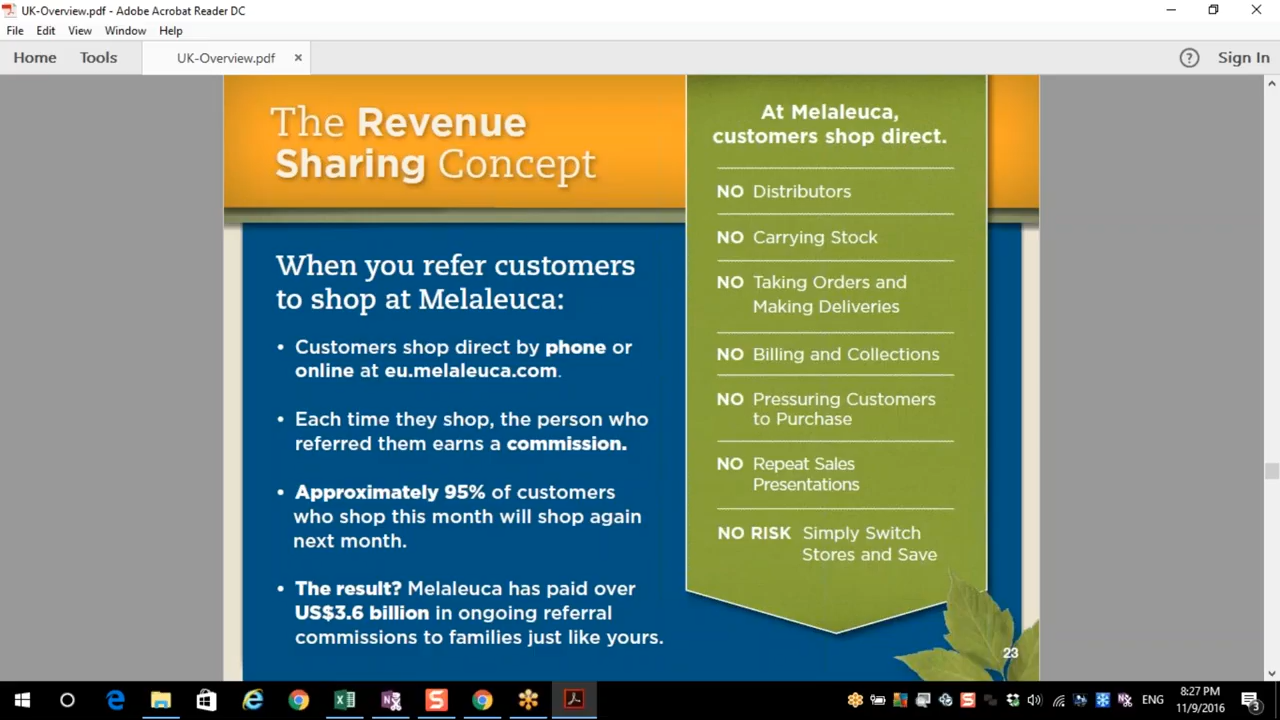 UK-Overview.pdf - Adobe Acrobat Reader DC
File Edit View Window Help
Home Tools UK-Overview.pdf × ? Sign In
The Revenue
Sharing Concept
When you refer customers
to shop at Melaleuca:
• Customers shop direct by phone or
online at eu.melaleuca.com.
• Each time they shop, the person who
referred them earns a commission.
• Approximately 95% of customers
who shop this month will shop again
next month.
• The result? Melaleuca has paid over
US$3.6 billion in ongoing referral
commissions to families just like yours.
At Melaleuca,
customers shop direct.
NO Distributors
NO Carrying Stock
NO Taking Orders and
Making Deliveries
NO Billing and Collections
NO Pressuring Customers
to Purchase
NO Repeat Sales
Presentations
NO RISK Simply Switch
Stores and Save
23
ENG
8:27 PM
11/9/2016
3